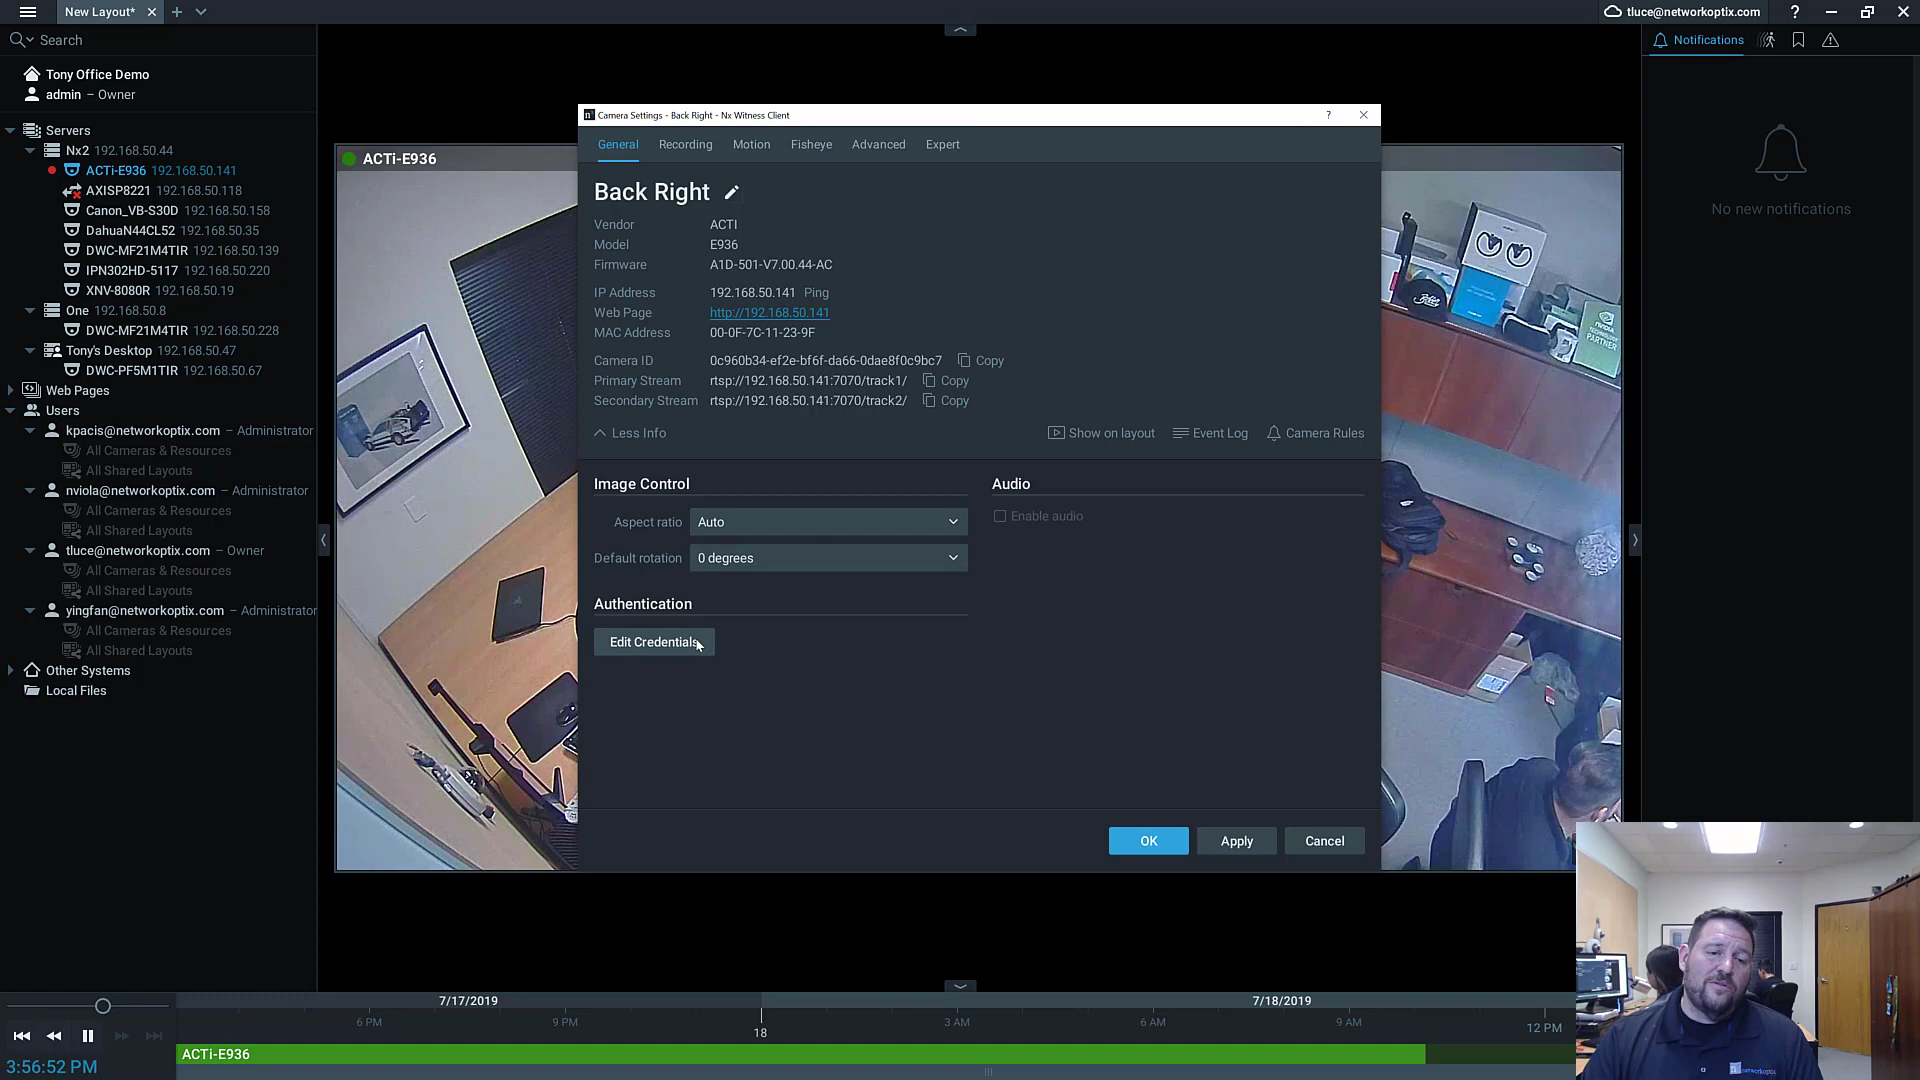 New Layout*
tluce@networkoptix.com
?
Search
Notifications
Tony Office Demo
admin – Owner
Servers
Nx2 192.168.50.44
ACTi-E936 192.168.50.141
AXISP8221 192.168.50.118
Canon_VB-S30D 192.168.50.158
DahuaN44CL52 192.168.50.35
DWC-MF21M4TIR 192.168.50.139
IPN302HD-5117 192.168.50.220
XNV-8080R 192.168.50.19
One 192.168.50.8
DWC-MF21M4TIR 192.168.50.228
Tony's Desktop 192.168.50.47
DWC-PF5M1TIR 192.168.50.67
Web Pages
Users
kpacis@networkoptix.com – Administrator
All Cameras & Resources
All Shared Layouts
nviola@networkoptix.com – Administrator
All Cameras & Resources
All Shared Layouts
tluce@networkoptix.com – Owner
All Cameras & Resources
All Shared Layouts
yingfan@networkoptix.com – Administrator
All Cameras & Resources
All Shared Layouts
Other Systems
Local Files
ACTi-E936
Camera Settings - Back Right - Nx Witness Client
?
General Recording Motion Fisheye Advanced Expert
Back Right
Vendor ACTI
Model E936
Firmware A1D-501-V7.00.44-AC
IP Address 192.168.50.141 Ping
Web Page http://192.168.50.141
MAC Address 00-0F-7C-11-23-9F
Camera ID 0c960b34-ef2e-bf6f-da66-0dae8f0c9bc7 Copy
Primary Stream rtsp://192.168.50.141:7070/track1/ Copy
Secondary Stream rtsp://192.168.50.141:7070/track2/ Copy
Less Info Show on layout Event Log Camera Rules
Image Control
Aspect ratio Auto
Default rotation 0 degrees
Audio
Enable audio
Authentication
Edit Credentials
OK Apply Cancel
No new notifications
NVIDIA
TECHNOLOGY
PARTNER
7/17/2019 7/18/2019
6 PM 9 PM 18 3 AM 6 AM 9 AM 12 PM
ACTi-E936
3:56:52 PM
networkoptix